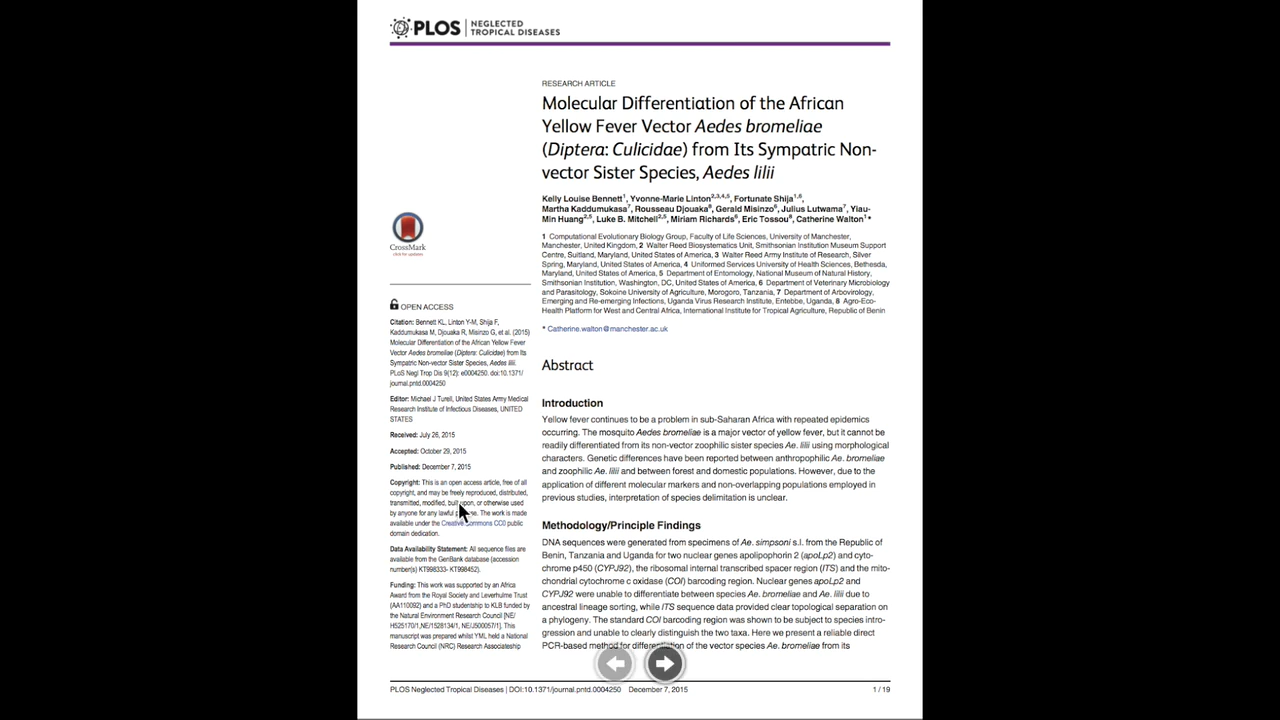 PLOS | NEGLECTED
TROPICAL DISEASES
RESEARCH ARTICLE
Molecular Differentiation of the African
Yellow Fever Vector Aedes bromeliae
(Diptera: Culicidae) from Its Sympatric Non-
vector Sister Species, Aedes lilii
Kelly Louise Bennett1, Yvonne-Marie Linton2,3,4,5, Fortunate Shija1,6,
Martha Kaddumukasa7, Rousseau Djouaka8, Gerald Misinzo6, Julius Lutwama7, Yiau-
Min Huang2,5, Luke B. Mitchell2,5, Miriam Richards6, Eric Tossou8, Catherine Walton1*
1 Computational Evolutionary Biology Group, Faculty of Life Sciences, University of Manchester,
Manchester, United Kingdom, 2 Walter Reed Biosystematics Unit, Smithsonian Institution Museum Support
Centre, Suitland, Maryland, United States of America, 3 Walter Reed Army Institute of Research, Silver
Spring, Maryland, United States of America, 4 Uniformed Services University of Health Sciences, Bethesda,
Maryland, United States of America, 5 Department of Entomology, National Museum of Natural History,
Smithsonian Institution, Washington, DC, United States of America, 6 Department of Veterinary Microbiology
and Parasitology, Sokoine University of Agriculture, Morogoro, Tanzania, 7 Department of Arbovirology,
Emerging and Re-emerging Infections, Uganda Virus Research Institute, Entebbe, Uganda, 8 Agro-Eco-
Health Platform for West and Central Africa, International Institute for Tropical Agriculture, Republic of Benin
* Catherine.walton@manchester.ac.uk
CrossMark
click for updates
OPEN ACCESS
Citation: Bennett KL, Linton Y-M, Shija F,
Kaddumukasa M, Djouaka R, Misinzo G, et al. (2015)
Molecular Differentiation of the African Yellow Fever
Vector Aedes bromeliae (Diptera: Culicidae) from Its
Sympatric Non-vector Sister Species, Aedes lilii.
PLoS Negl Trop Dis 9(12): e0004250. doi:10.1371/
journal.pntd.0004250
Editor: Michael J Turell, United States Army Medical
Research Institute of Infectious Diseases, UNITED
STATES
Received: July 26, 2015
Accepted: October 29, 2015
Published: December 7, 2015
Copyright: This is an open access article, free of all
copyright, and may be freely reproduced, distributed,
transmitted, modified, built upon, or otherwise used
by anyone for any lawful The work is made
available under the Creative Commons CC0 public
domain dedication.
Data Availability Statement: All sequence files are
available from the GenBank database (accession
number(s) KT998333- KT998452).
Funding: This work was supported by an Africa
Award from the Royal Society and Leverhulme Trust
(AA110092) and a PhD studentship to KLB funded by
the Natural Environment Research Council [NE/
H525170/1,NE/1528134/1, NE/J500057/1]. This
manuscript was prepared whilst YML held a National
Research Council (NRC) Research Associateship
Abstract
Introduction
Yellow fever continues to be a problem in sub-Saharan Africa with repeated epidemics
occurring. The mosquito Aedes bromeliae is a major vector of yellow fever, but it cannot be
readily differentiated from its non-vector zoophilic sister species Ae. lilii using morphological
characters. Genetic differences have been reported between anthropophilic Ae. bromeliae
and zoophilic Ae. lilii and between forest and domestic populations. However, due to the
application of different molecular markers and non-overlapping populations employed in
previous studies, interpretation of species delimitation is unclear.
Methodology/Principle Findings
DNA sequences were generated from specimens of Ae. simpsoni s.l. from the Republic of
Benin, Tanzania and Uganda for two nuclear genes apolipophorin 2 (apoLp2) and cyto-
chrome p450 (CYPJ92), the ribosomal internal transcribed spacer region (ITS) and the mito-
chondrial cytochrome c oxidase (COI) barcoding region. Nuclear genes apoLp2 and
CYPJ92 were unable to differentiate between species Ae. bromeliae and Ae. lilii due to
ancestral lineage sorting, while ITS sequence data provided clear topological separation on
a phylogeny. The standard COI barcoding region was shown to be subject to species intro-
gression and unable to clearly distinguish the two taxa. Here we present a reliable direct
PCR-based method for differentiation of the vector species Ae. bromeliae from its
PLOS Neglected Tropical Diseases | DOI:10.1371/journal.pntd.0004250 December 7, 2015
1 / 19